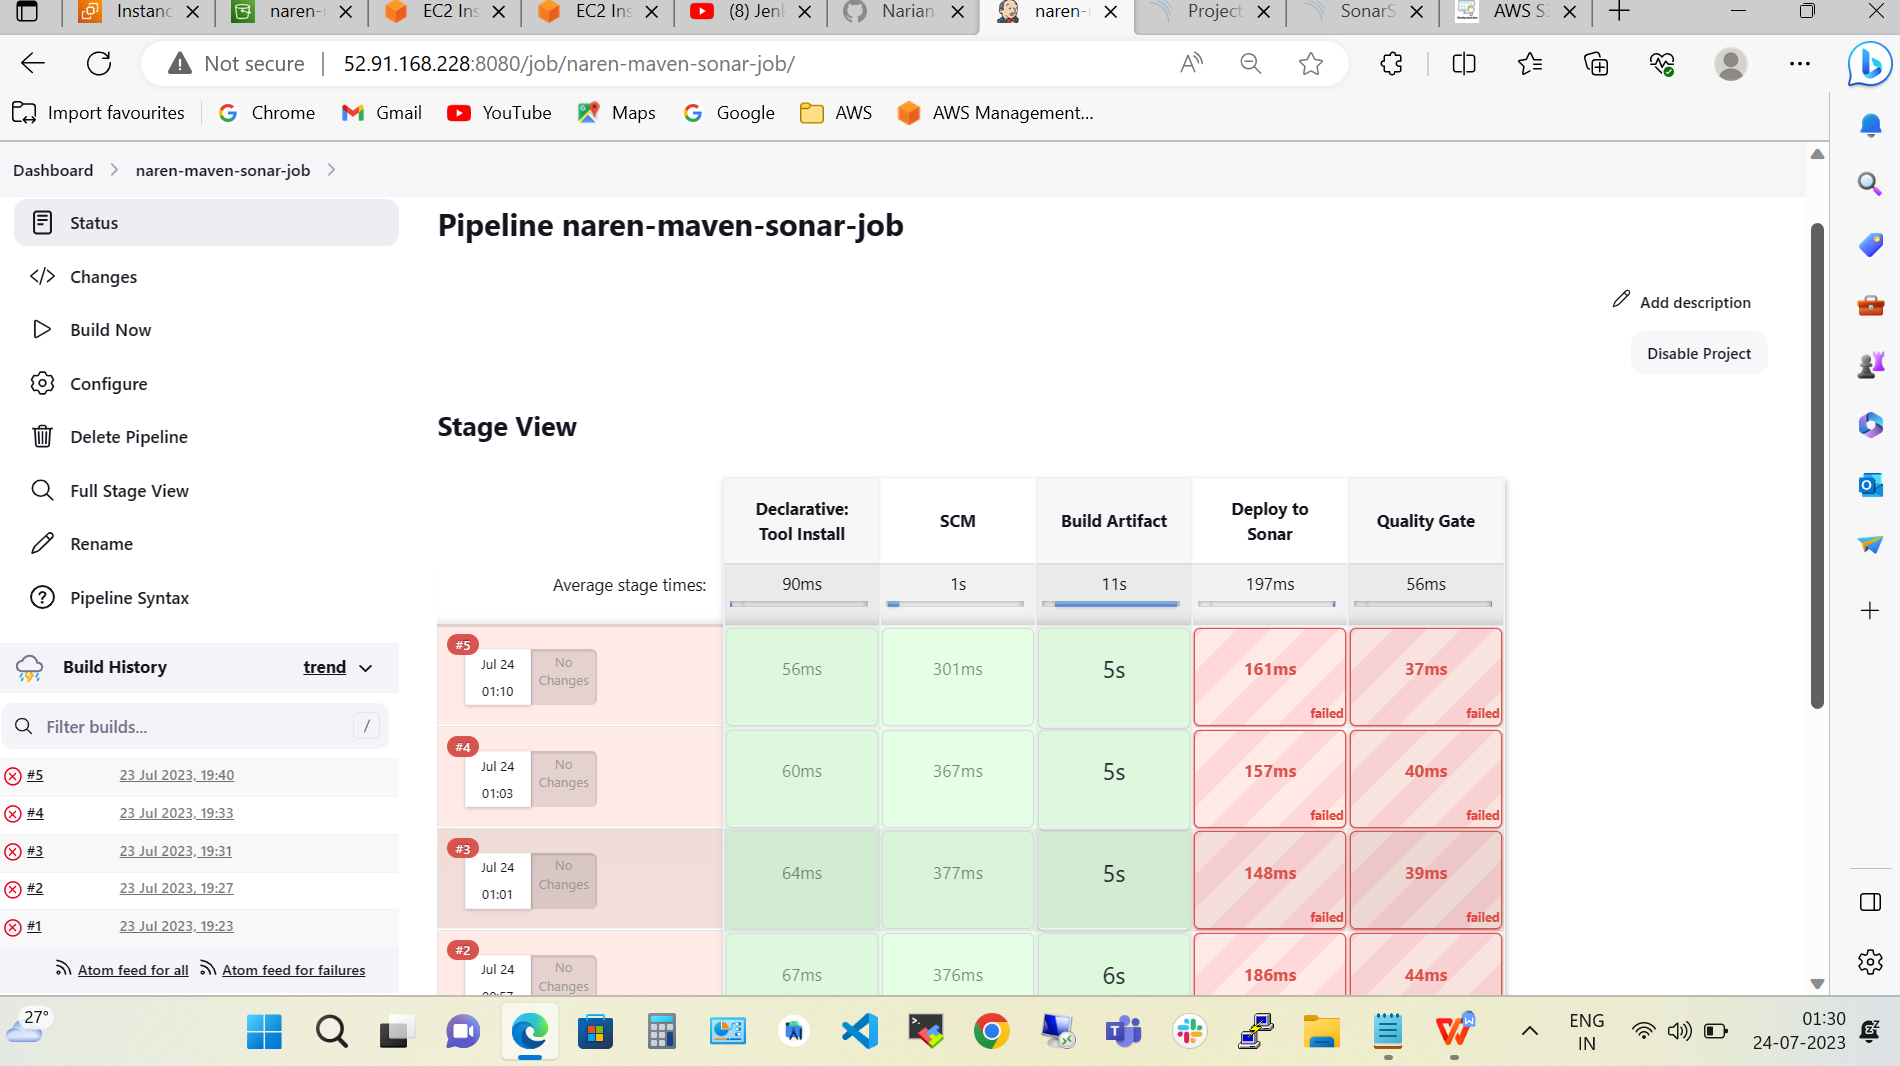 Instanc
naren-
EC2 Ins
EC2 Ins
(8) Jenk
Narian
naren-
Project
SonarS
AWS S3
Not secure
52.91.168.228:8080/job/naren-maven-sonar-job/
Import favourites
Chrome
Gmail
YouTube
Maps
Google
AWS
AWS Management...
Dashboard
naren-maven-sonar-job
Status
Changes
Build Now
Configure
Delete Pipeline
Full Stage View
Rename
Pipeline Syntax
Build History
trend
Filter builds...
/
#5 23 Jul 2023, 19:40
#4 23 Jul 2023, 19:33
#3 23 Jul 2023, 19:31
#2 23 Jul 2023, 19:27
#1 23 Jul 2023, 19:23
Atom feed for all Atom feed for failures
Pipeline naren-maven-sonar-job
Add description
Disable Project
Stage View
Declarative:
Tool Install
SCM
Build Artifact
Deploy to
Sonar
Quality Gate
Average stage times:
90ms
1s
11s
197ms
56ms
#5
Jul 24
01:10
No
Changes
56ms
301ms
5s
161ms
failed
37ms
failed
#4
Jul 24
01:03
No
Changes
60ms
367ms
5s
157ms
failed
40ms
failed
#3
Jul 24
01:01
No
Changes
64ms
377ms
5s
148ms
failed
39ms
failed
#2
Jul 24
No
Changes
67ms
376ms
6s
186ms
44ms
27°
ENG
IN
01:30
24-07-2023